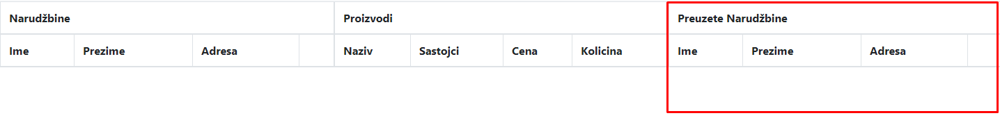 Narudžbine Proizvodi Preuzete Narudžbine
Ime Prezime Adresa Naziv Sastojci Cena Kolicina Ime Prezime Adresa